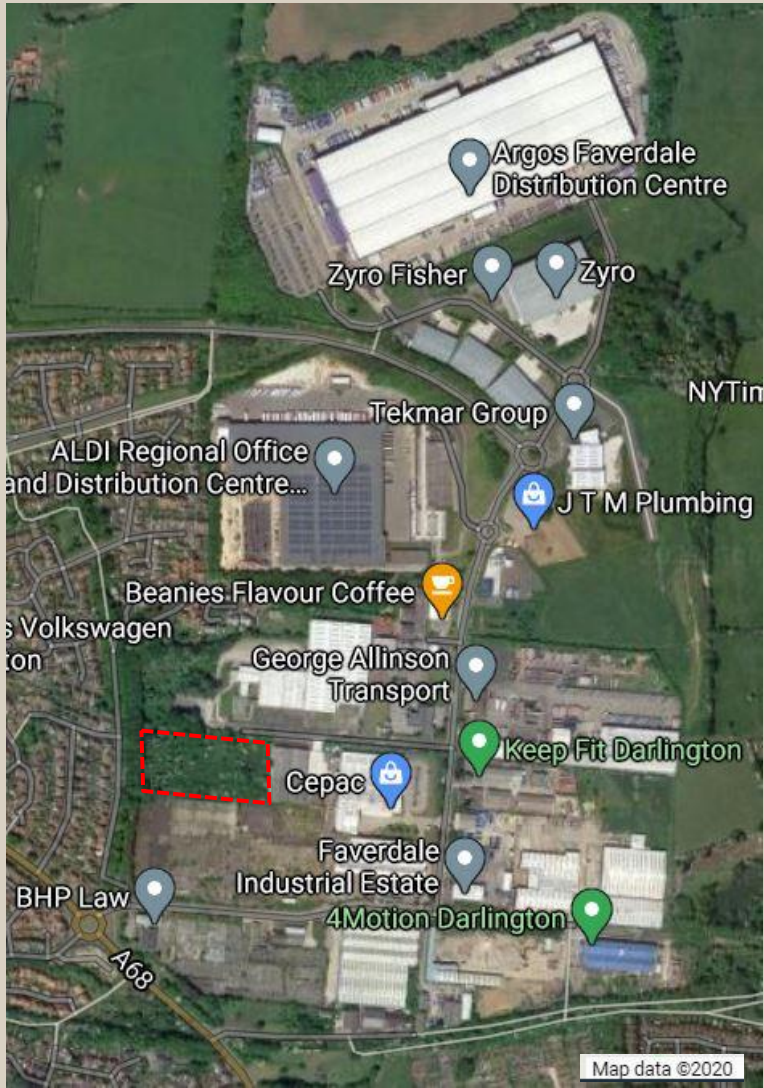 Argos Faverdale
Distribution Centre
Zyro Fisher
Zyro
NYTim
Tekmar Group
ALDI Regional Office
and Distribution Centre...
J T M Plumbing
Beanies Flavour Coffee
s Volkswagen
ton
George Allinson
Transport
Keep Fit Darlington
Cepac
Faverdale
Industrial Estate
BHP Law
4Motion Darlington
A68
Map data ©2020